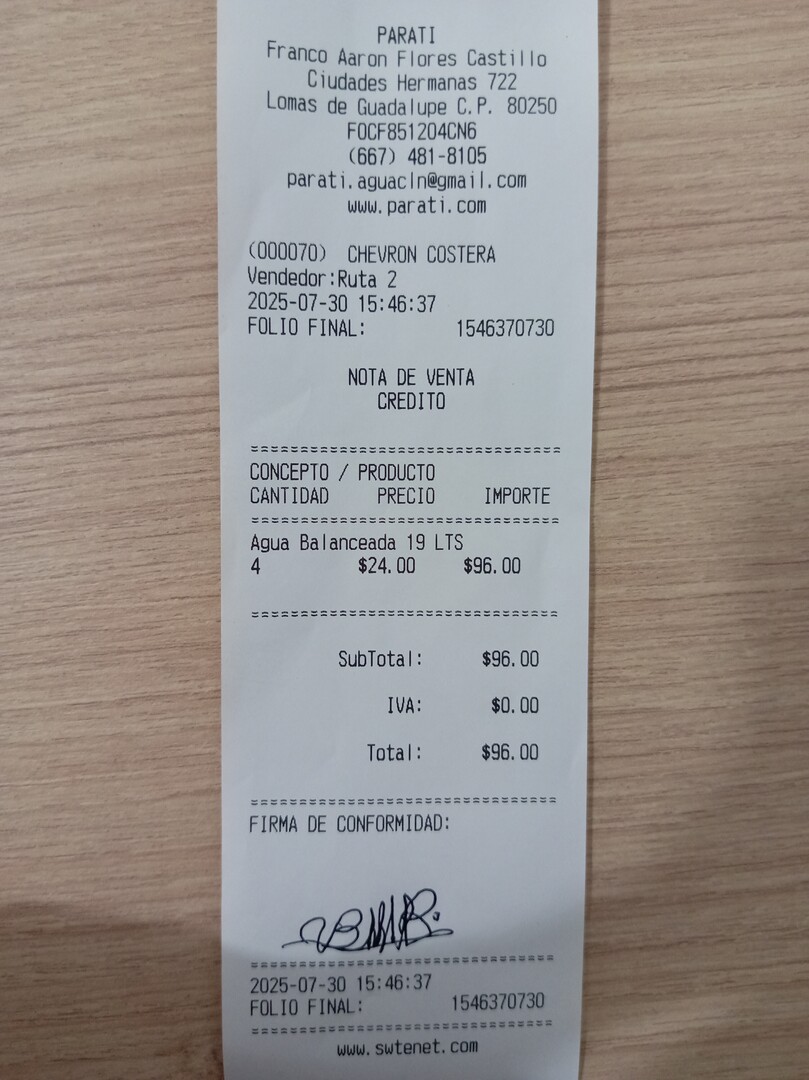 PARATI
Franco Aaron Flores Castillo
Ciudades Hermanas 722
Lomas de Guadalupe C.P. 80250
FOCF851204CN6
(667) 481-8105
parati.aguacln@gmail.com
www.parati.com
(000070) CHEVRON COSTERA
Vendedor:Ruta 2
2025-07-30 15:46:37
FOLIO FINAL: 1546370730
NOTA DE VENTA
CREDITO
==============================
CONCEPTO / PRODUCTO
CANTIDAD PRECIO IMPORTE
==============================
Agua Balanceada 19 LTS
4 $24.00 $96.00
==============================
SubTotal: $96.00
IVA: $0.00
Total: $96.00
==============================
FIRMA DE CONFORMIDAD:
==============================
2025-07-30 15:46:37
FOLIO FINAL: 1546370730
==============================
www.swtenet.com